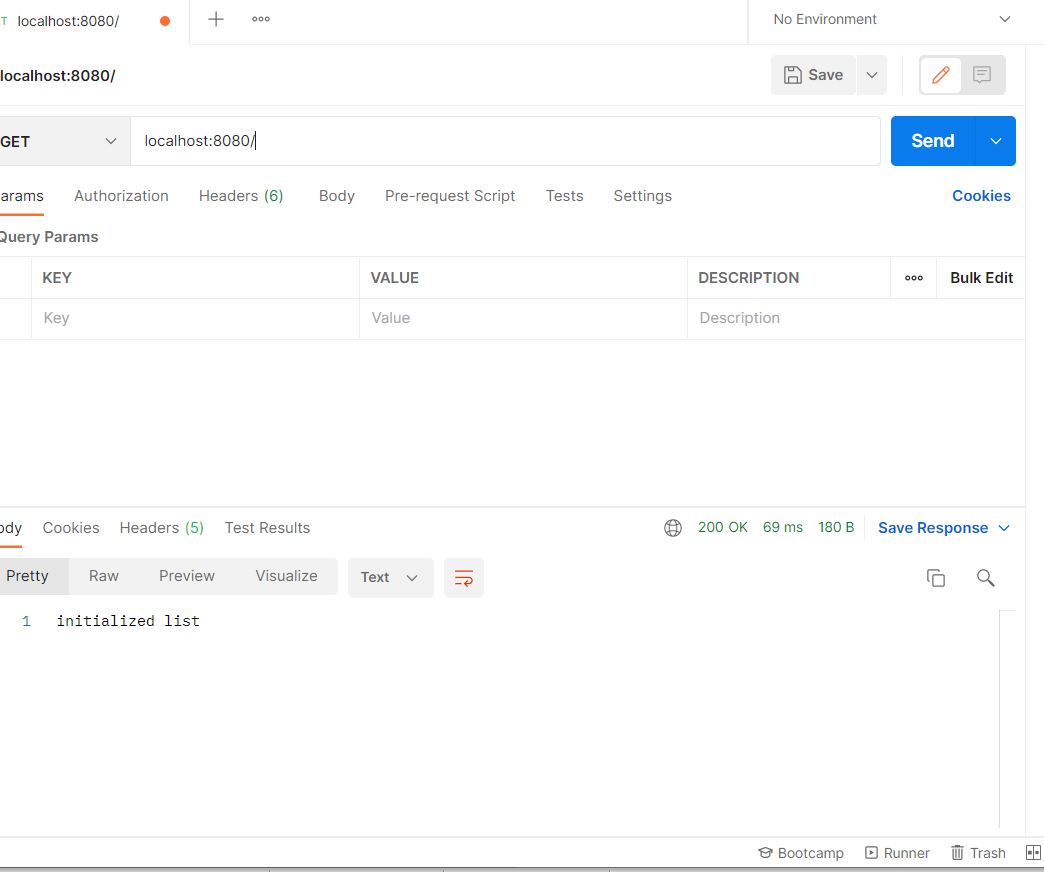 T localhost:8080/ No Environment
localhost:8080/ Save
GET localhost:8080/ Send
arams Authorization Headers (6) Body Pre-request Script Tests Settings Cookies
Query Params
KEY VALUE DESCRIPTION Bulk Edit
Key Value Description
ody Cookies Headers (5) Test Results 200 OK 69 ms 180 B Save Response
Pretty Raw Preview Visualize Text
1 initialized list
Bootcamp Runner Trash